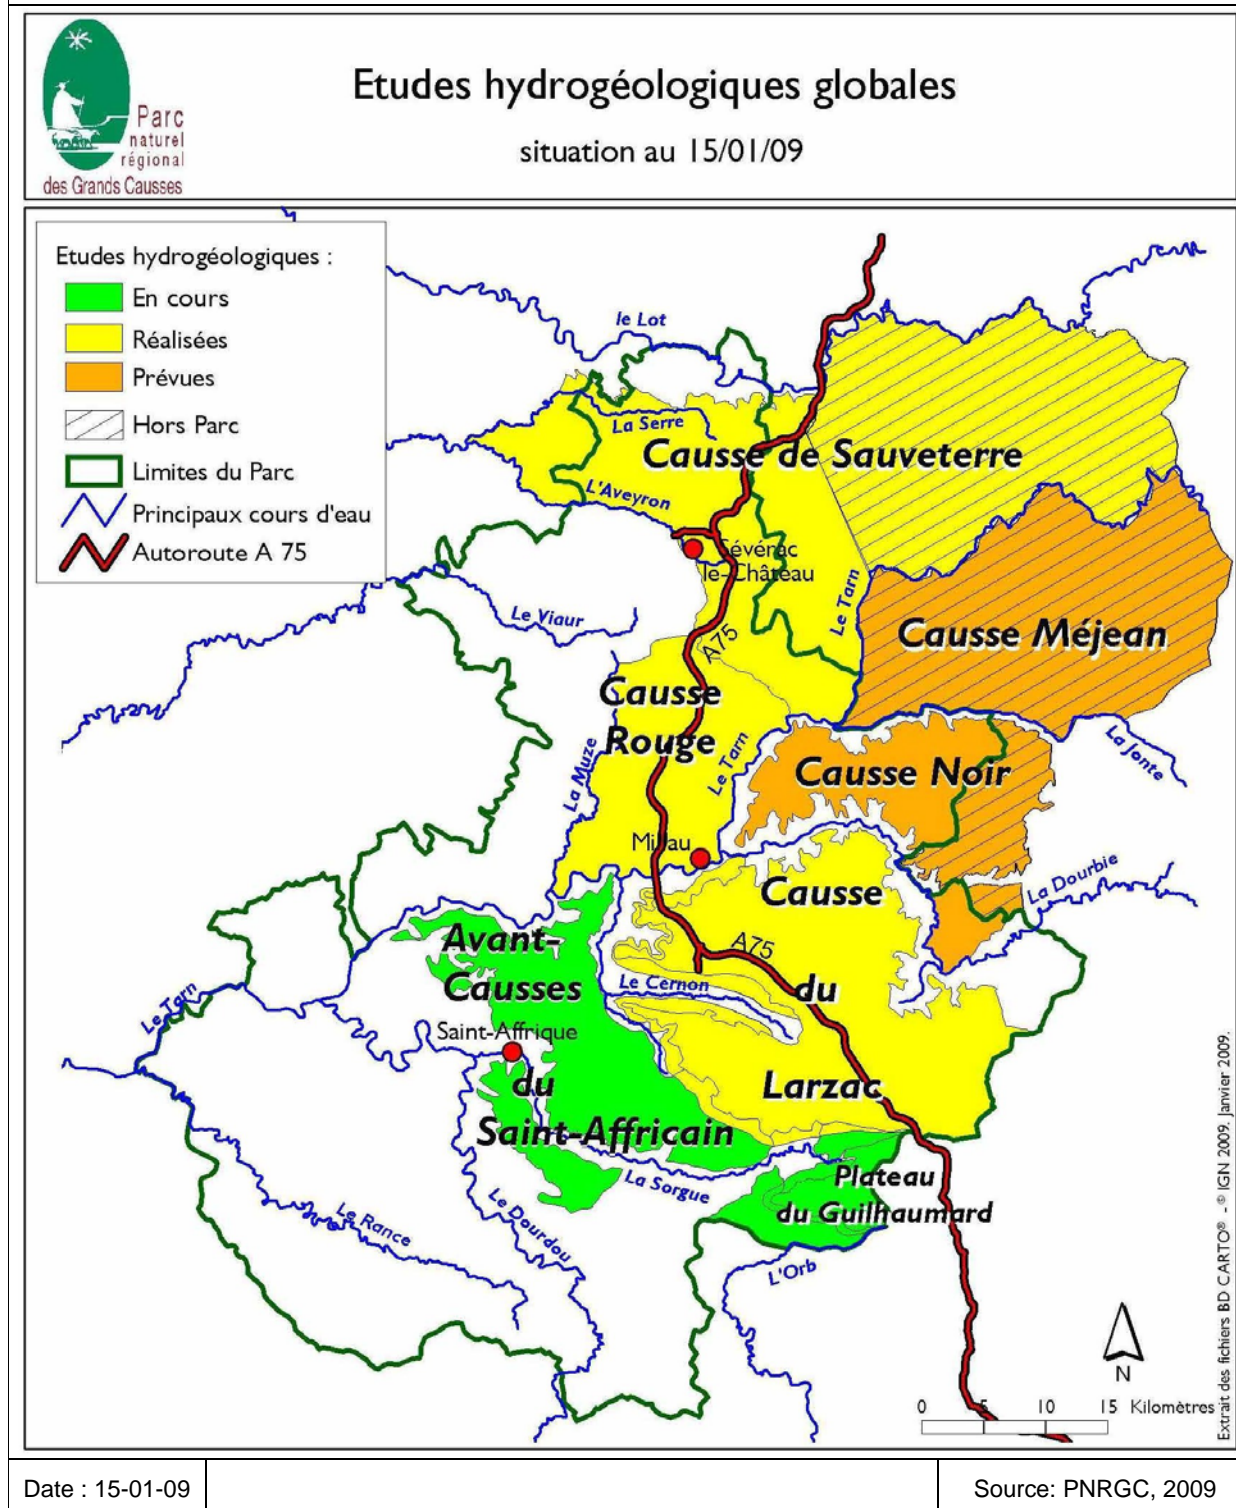 Parc
naturel
régional
des Grands Causses
Etudes hydrogéologiques globales
situation au 15/01/09
Etudes hydrogéologiques :
En cours
Réalisées
Prévues
Hors Parc
Limites du Parc
Principaux cours d'eau
Autoroute A 75
le Lot
La Serre
Causse de Sauveterre
L'Aveyron
Sévérac
le-Château
Le Tarn
Le Viaur
A75
Causse Méjean
Causse
Rouge
La Muze
Le Tarn
La Jonte
Causse Noir
Millau
La Dourbie
Causse
Avant-
Causses
A75
Le Cernon
du
Le Tarn
Saint-Affrique
du
Larzac
Saint-Affricain
La Sorgue
Plateau
du Guilhaumard
Le Rance
Le Dourdou
L'Orb
N
0 5 10 15 Kilomètres
Extrait des fichiers BD CARTO® - © IGN 2009. Janvier 2009.
Date : 15-01-09
Source: PNRGC, 2009